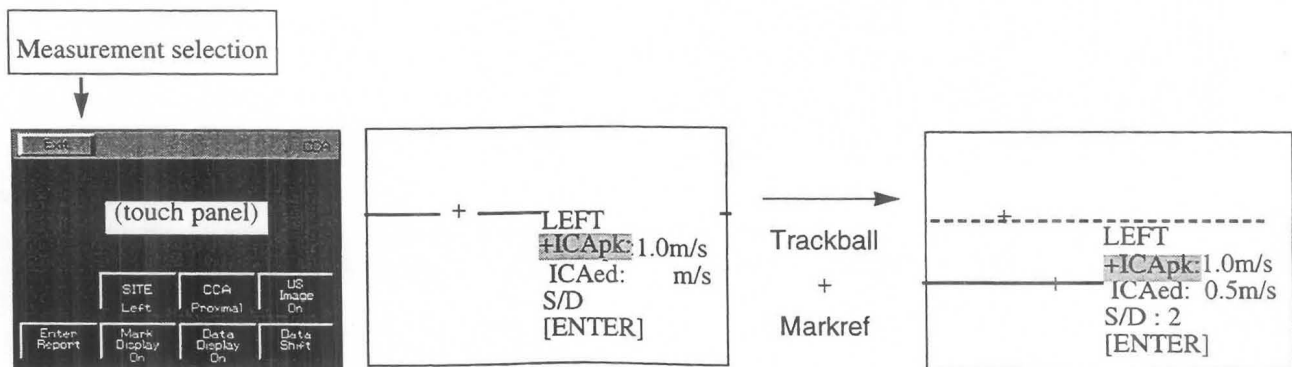 Measurement selection
Exit CCA
(touch panel)
SITE
Left
CCA
Proximal
US
Image
On
Enter
Report
Mark
Display
On
Data
Display
On
Data
Shift
+
LEFT
+ICApk: 1.0m/s
ICAed: m/s
S/D
[ENTER]
Trackball
+
Markref
+
LEFT
+ICApk: 1.0m/s
+
ICAed: 0.5m/s
S/D : 2
[ENTER]